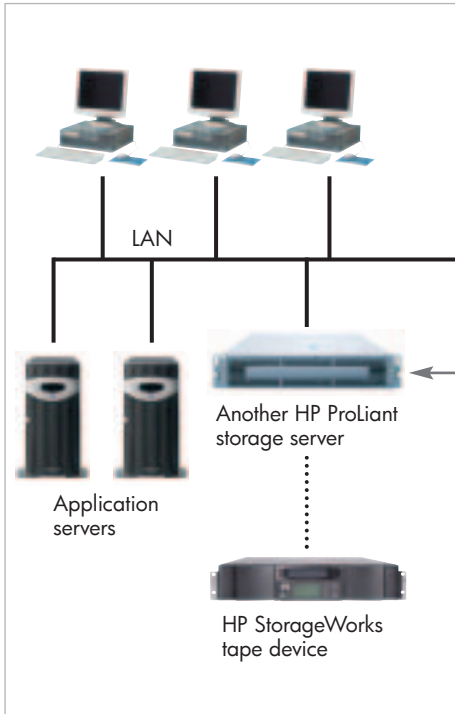 LAN
Another HP ProLiant
storage server
Application
servers
HP StorageWorks
tape device